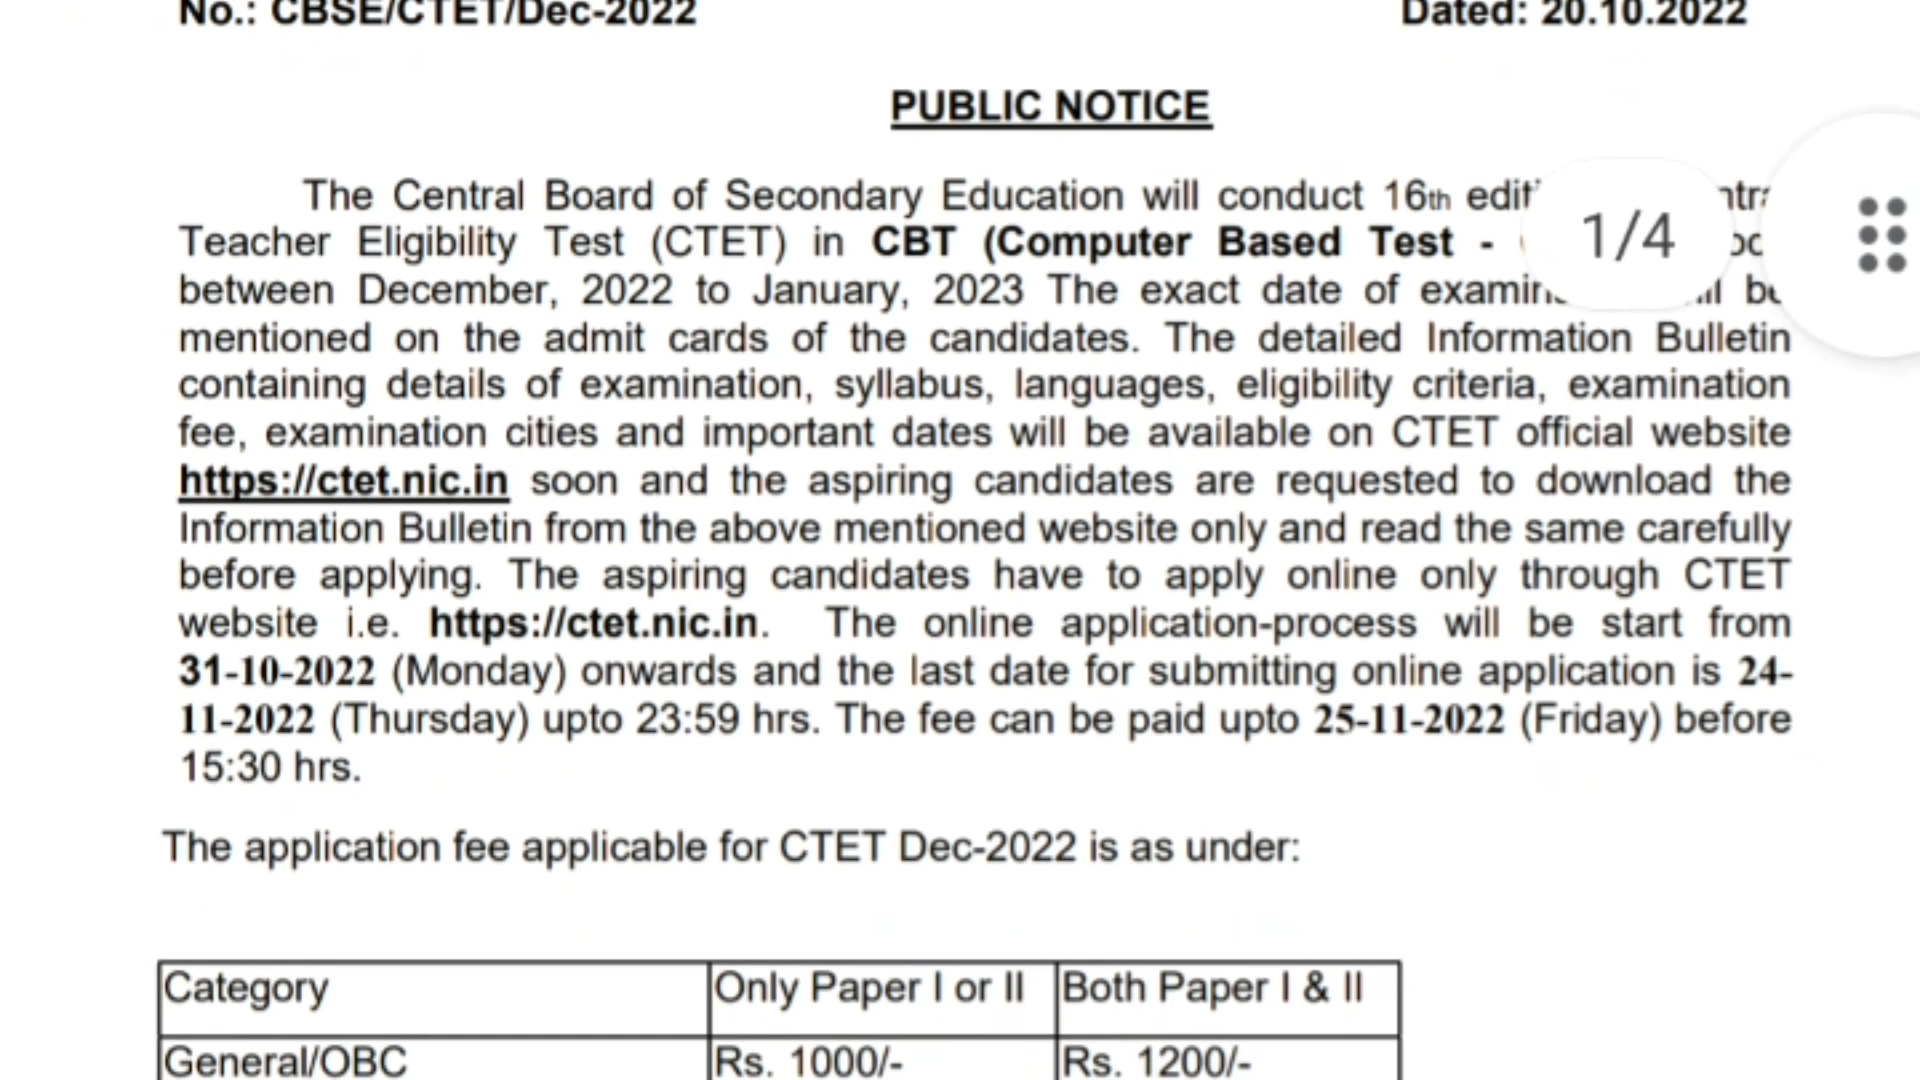 No.: CBSE/CTET/Dec-2022 Dated: 20.10.2022
PUBLIC NOTICE
The Central Board of Secondary Education will conduct 16th
Teacher Eligibility Test (CTET) in CBT (Computer Based Test -
1/4
between December, 2022 to January, 2023 The exact date of be
mentioned on the admit cards of the candidates. The detailed Information Bulletin
containing details of examination, syllabus, languages, eligibility criteria, examination
fee, examination cities and important dates will be available on CTET official website
https://ctet.nic.in soon and the aspiring candidates are requested to download the
Information Bulletin from the above mentioned website only and read the same carefully
before applying. The aspiring candidates have to apply online only through CTET
website i.e. https://ctet.nic.in. The online application-process will be start from
31-10-2022 (Monday) onwards and the last date for submitting online application is 24-
11-2022 (Thursday) upto 23:59 hrs. The fee can be paid upto 25-11-2022 (Friday) before
15:30 hrs.
The application fee applicable for CTET Dec-2022 is as under:
Category Only Paper I or II Both Paper I & II
General/OBC Rs. 1000/- Rs. 1200/-